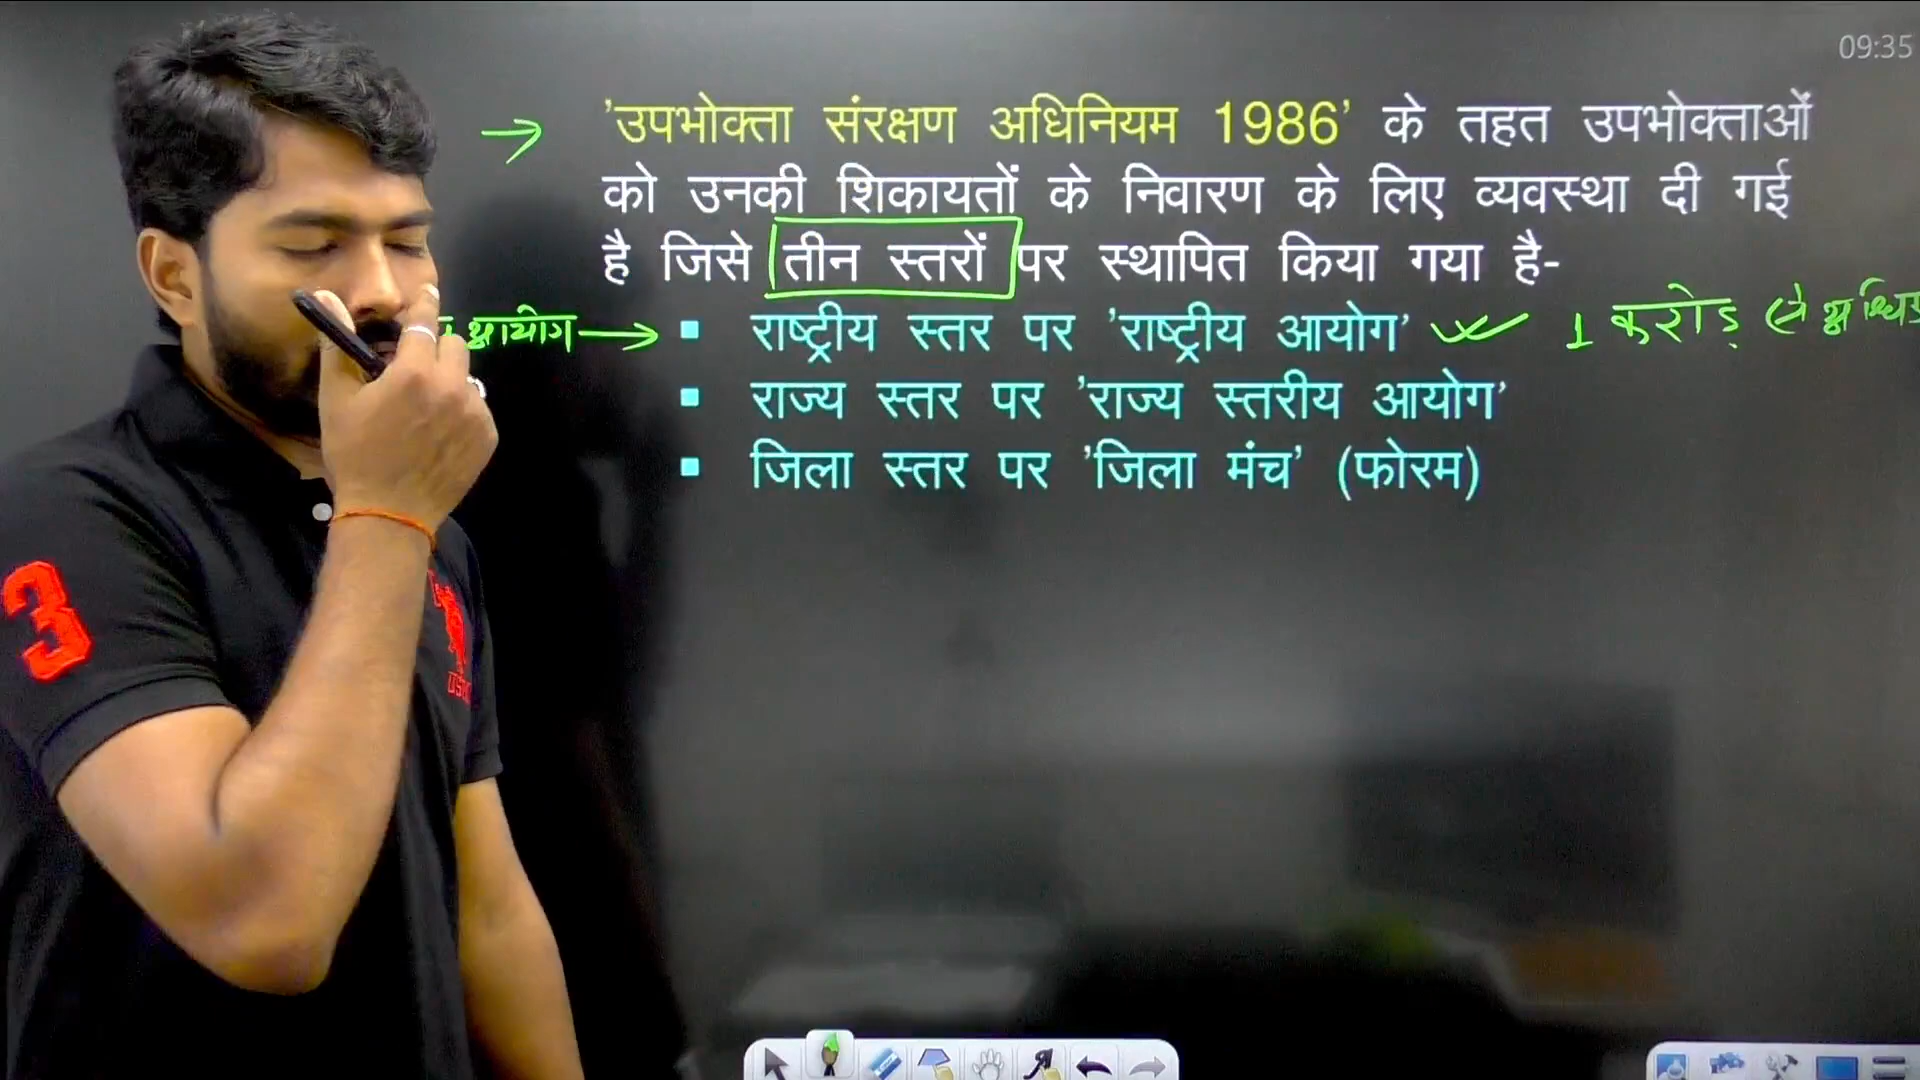 09:35
'उपभोक्ता संरक्षण अधिनियम 1986' के तहत उपभोक्ताओं
को उनकी शिकायतों के निवारण के लिए व्यवस्था दी गई
है जिसे तीन स्तरों पर स्थापित किया गया है-
आयोग → ▪ राष्ट्रीय स्तर पर 'राष्ट्रीय आयोग' 1 करोड़ से अधिक
▪ राज्य स्तर पर 'राज्य स्तरीय आयोग'
▪ जिला स्तर पर 'जिला मंच' (फोरम)
3